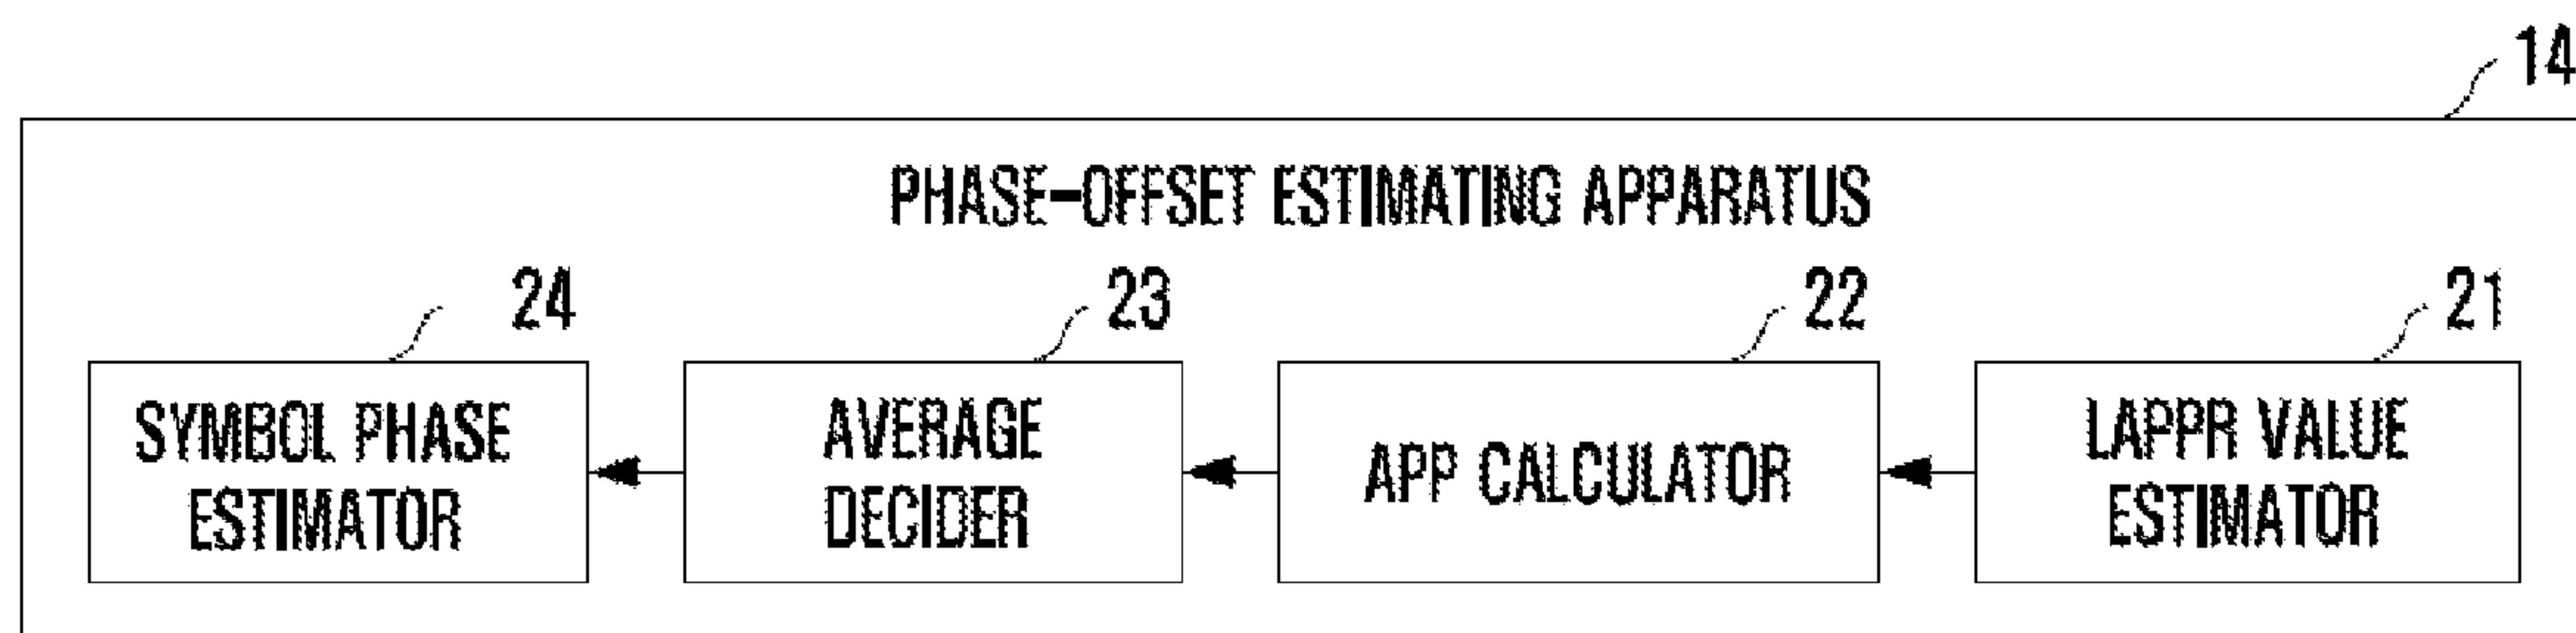 14
PHASE-OFFSET ESTIMATING APPARATUS
24
23
22
21
SYMBOL PHASE
ESTIMATOR
AVERAGE
DECIDER
APP CALCULATOR
LAPPR VALUE
ESTIMATOR